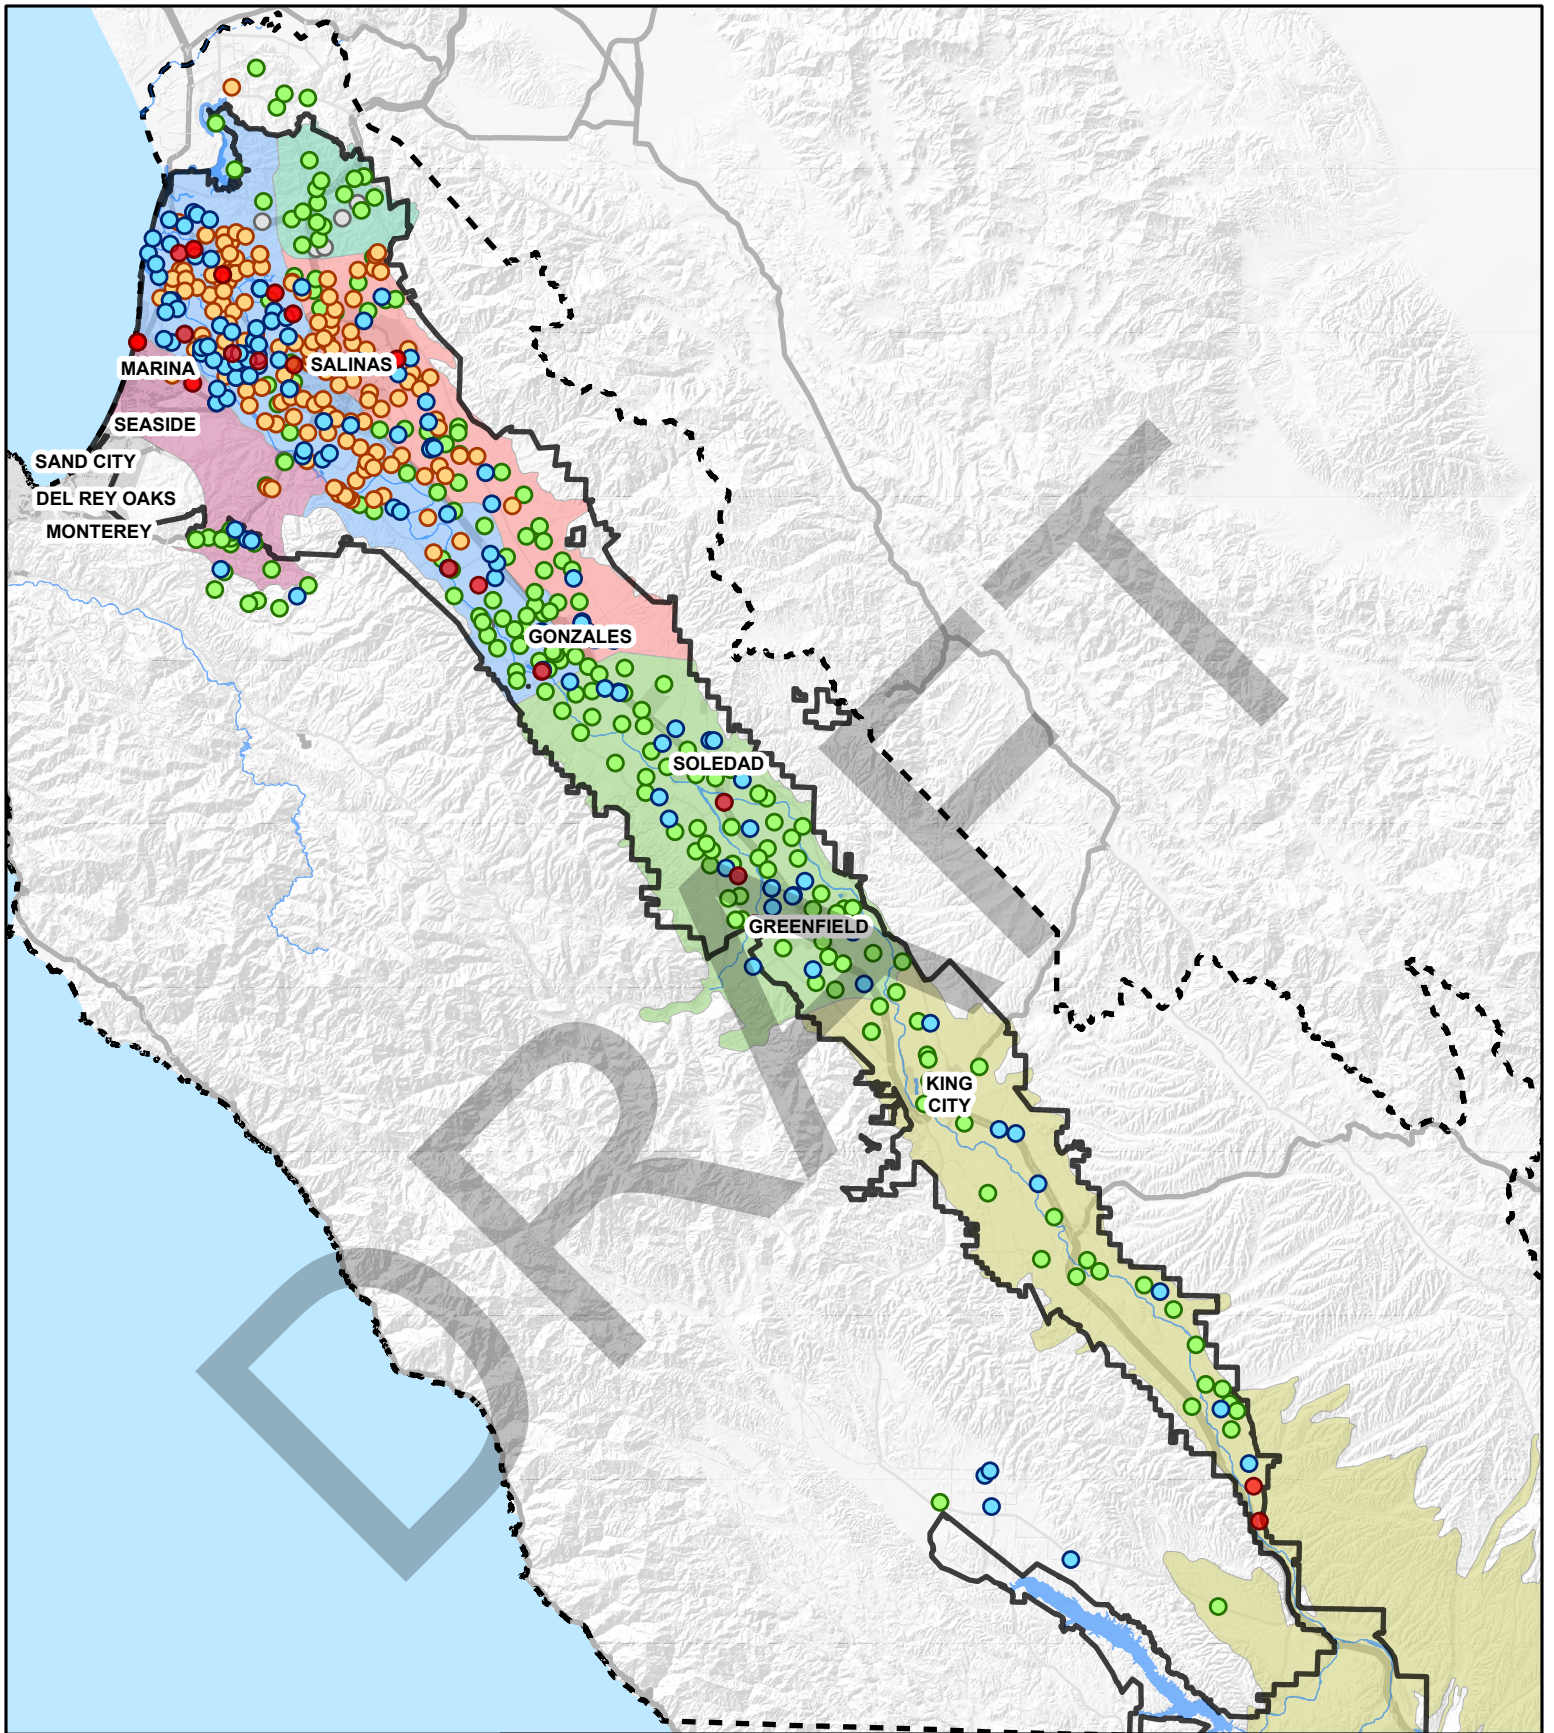 MARINA
SALINAS
SEASIDE
SAND CITY
DEL REY OAKS
MONTEREY
GONZALES
SOLEDAD
GREENFIELD
KING
CITY
DRAFT